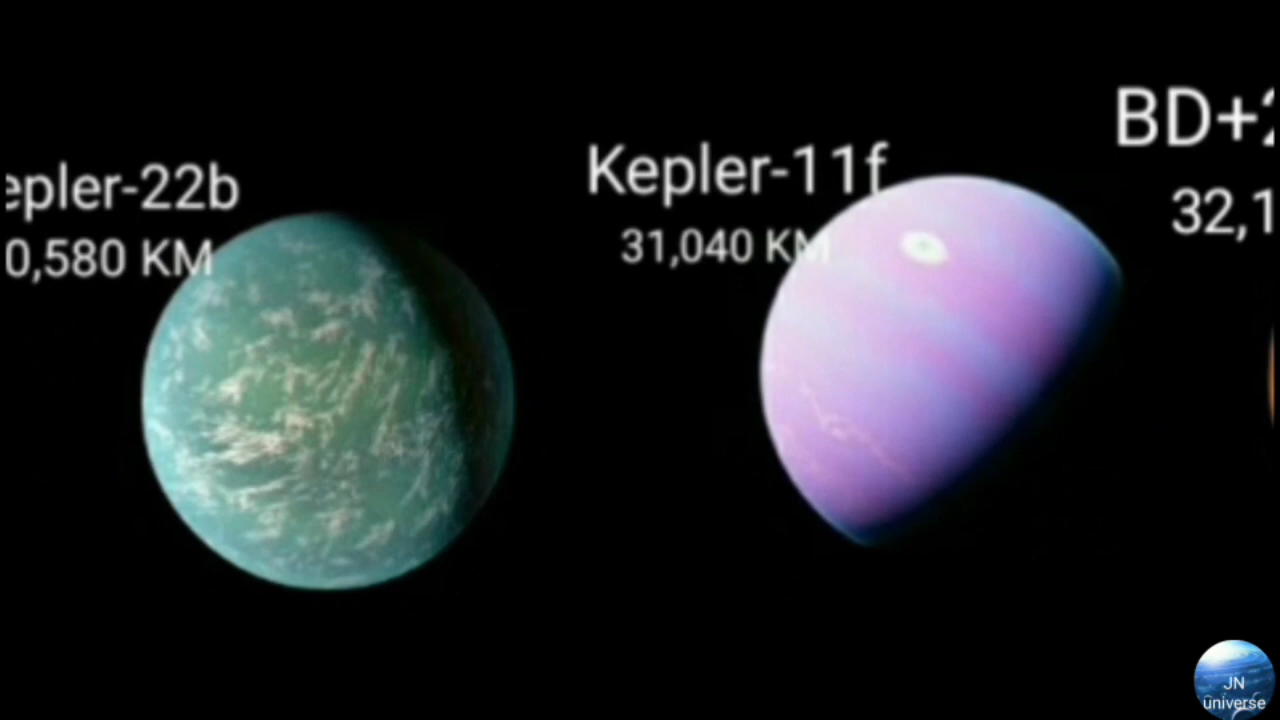 epler-22b
0,580 KM
Kepler-11f
31,040 KM
BD+2
32,1
JN
universe